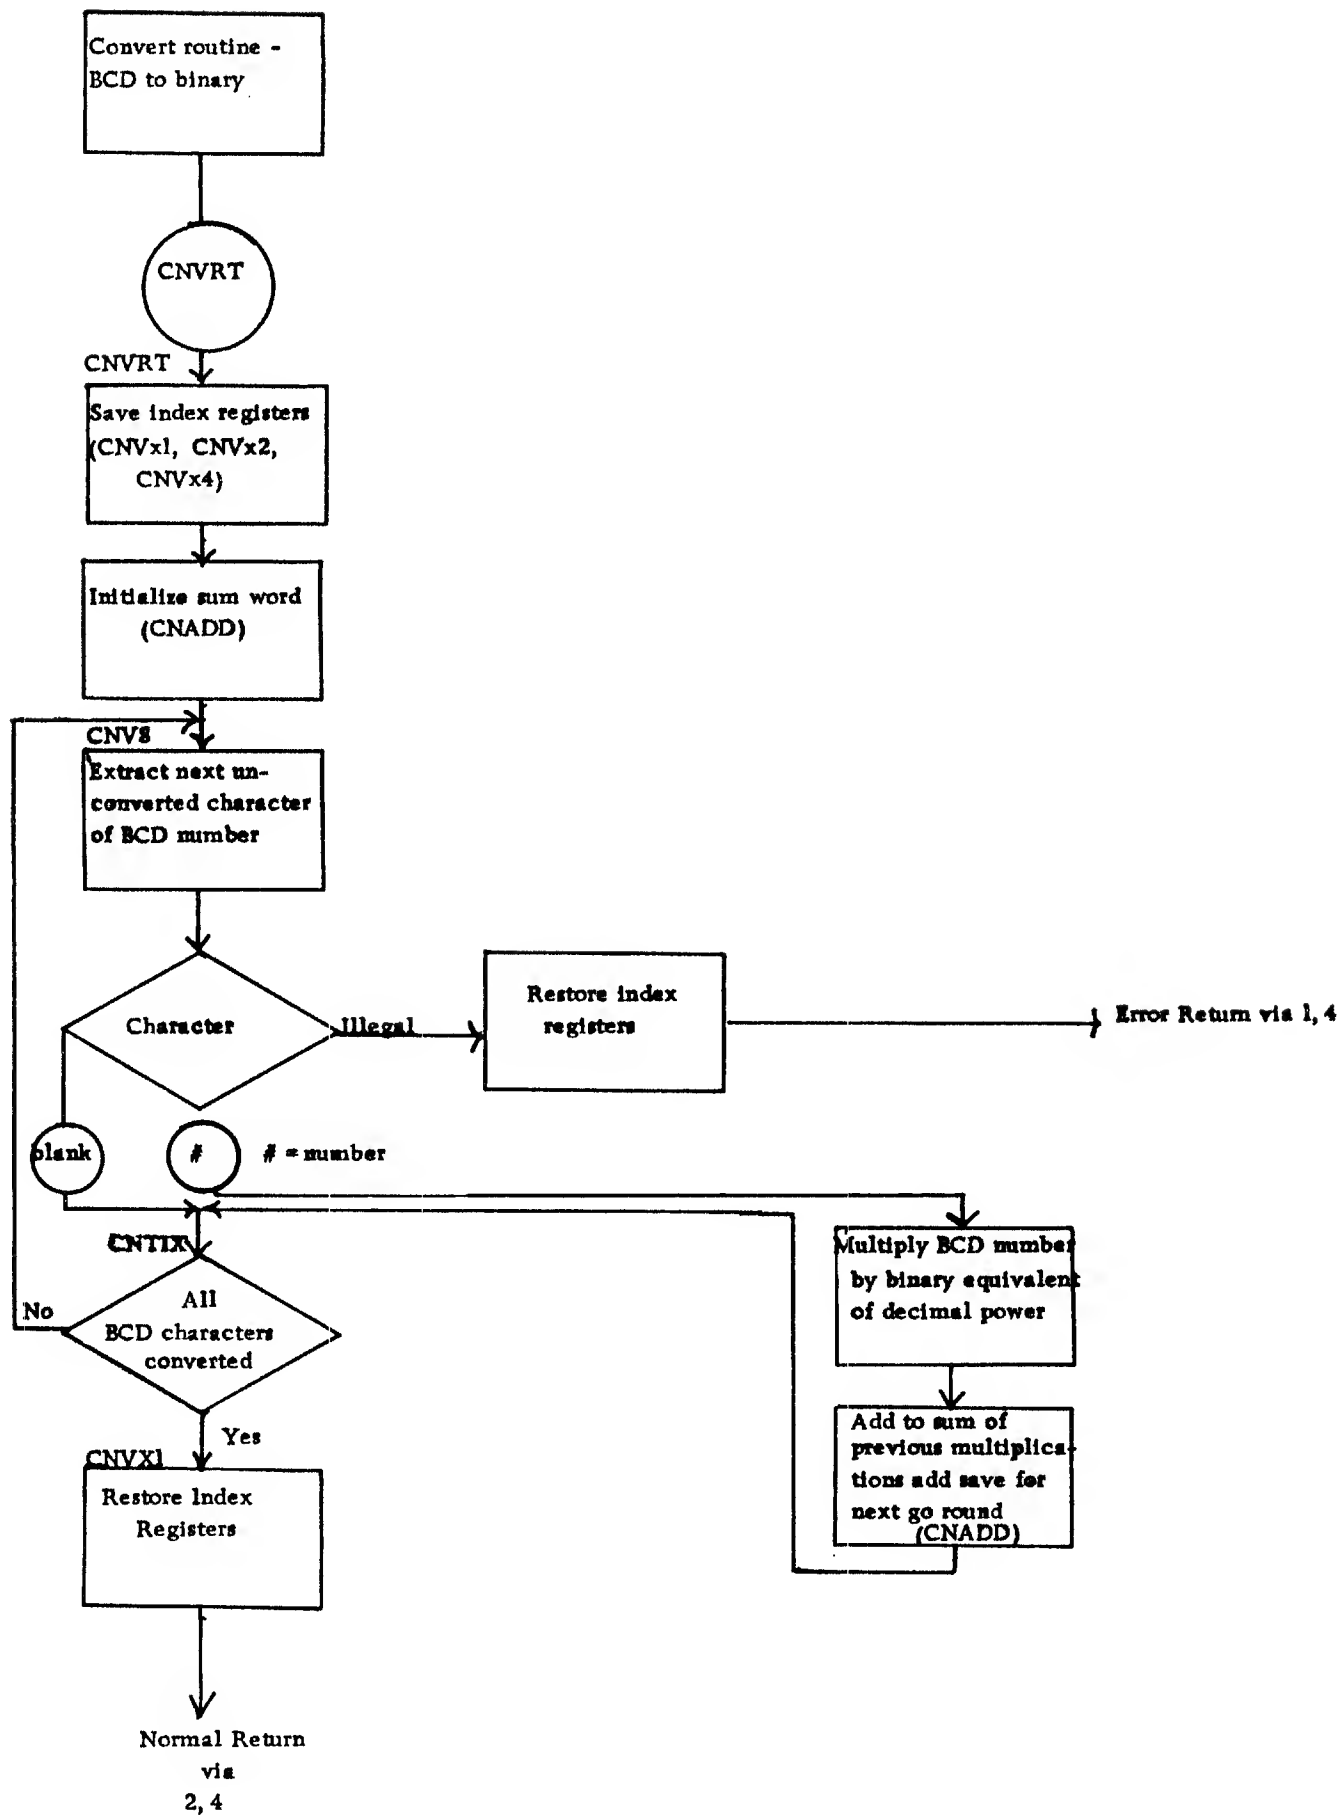 Convert routine -
BCD to binary
CNVRT
CNVRT
Save index registers
(CNVx1, CNVx2,
CNVx4)
Initialize sum word
(CNADD)
CNV8
Extract next un-
converted character
of BCD number
Character
Illegal
Restore index
registers
Error Return via 1, 4
blank
#
# = number
CNTIX
Multiply BCD number
by binary equivalent
of decimal power
No
All
BCD characters
converted
Add to sum of
previous multiplica-
tions add save for
next go round
(CNADD)
Yes
CNVX1
Restore Index
Registers
Normal Return
via
2, 4